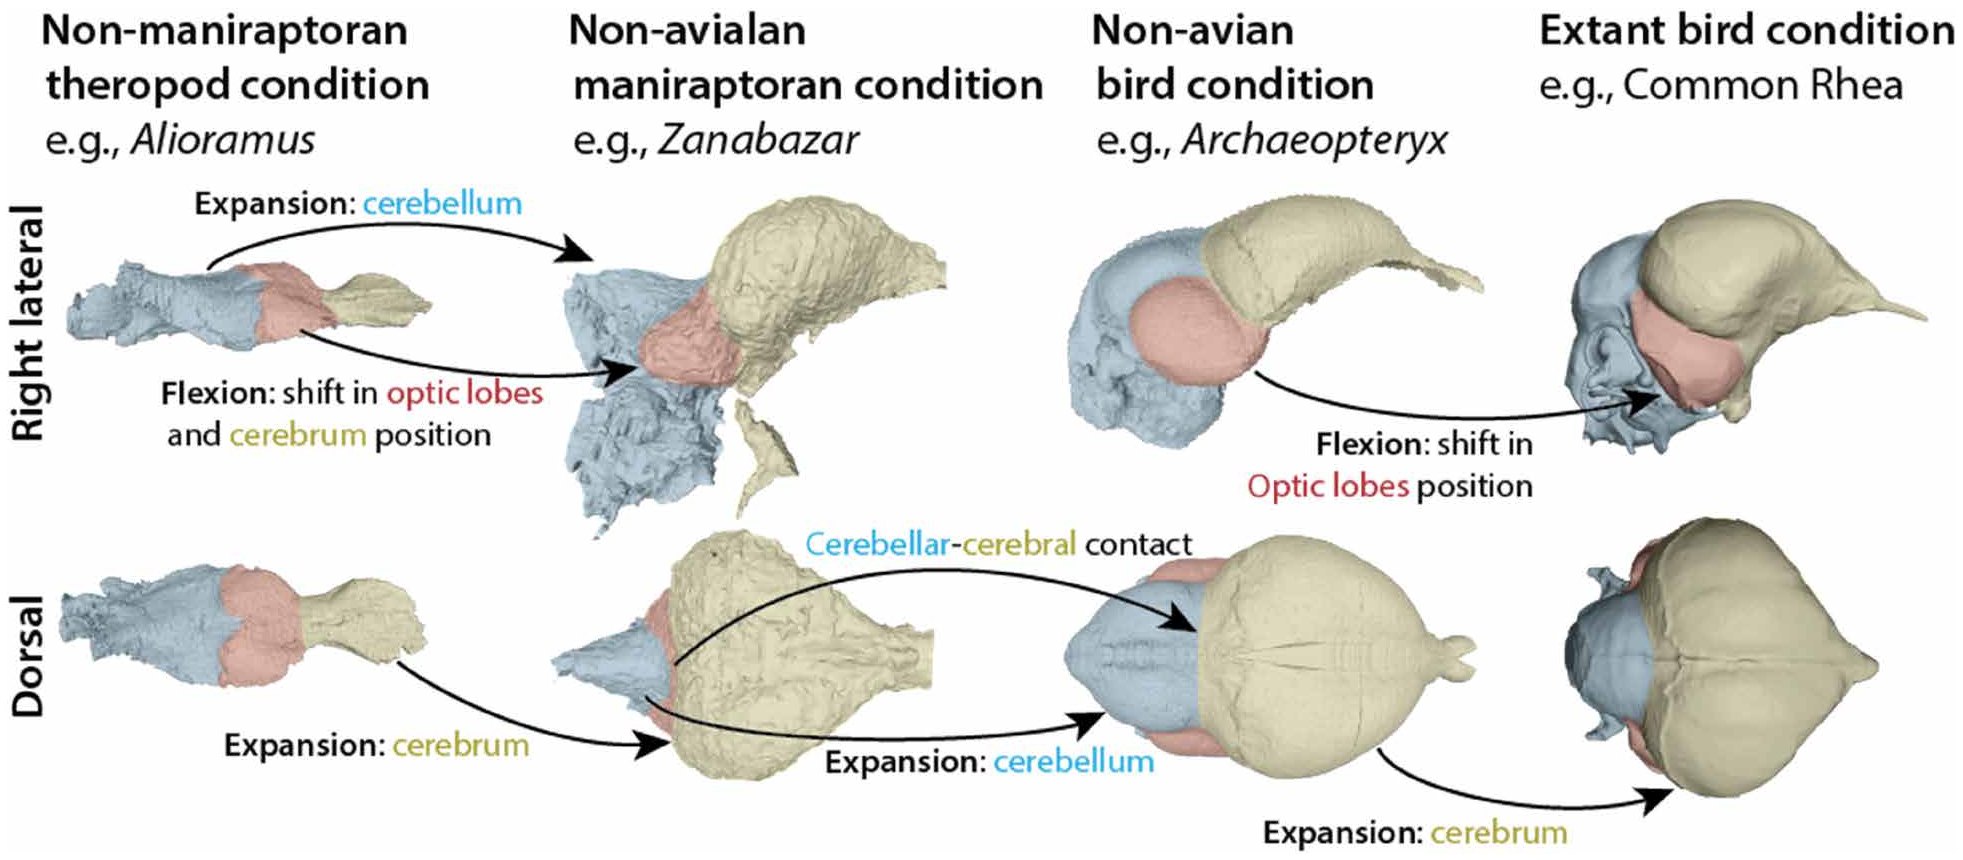 Non-maniraptoran
theropod condition
e.g., Alioramus
Non-avialan
maniraptoran condition
e.g., Zanabazar
Non-avian
bird condition
e.g., Archaeopteryx
Extant bird condition
e.g., Common Rhea
Right lateral
Expansion: cerebellum
Flexion: shift in optic lobes
and cerebrum position
Flexion: shift in
Optic lobes position
Dorsal
Cerebellar-cerebral contact
Expansion: cerebrum
Expansion: cerebellum
Expansion: cerebrum